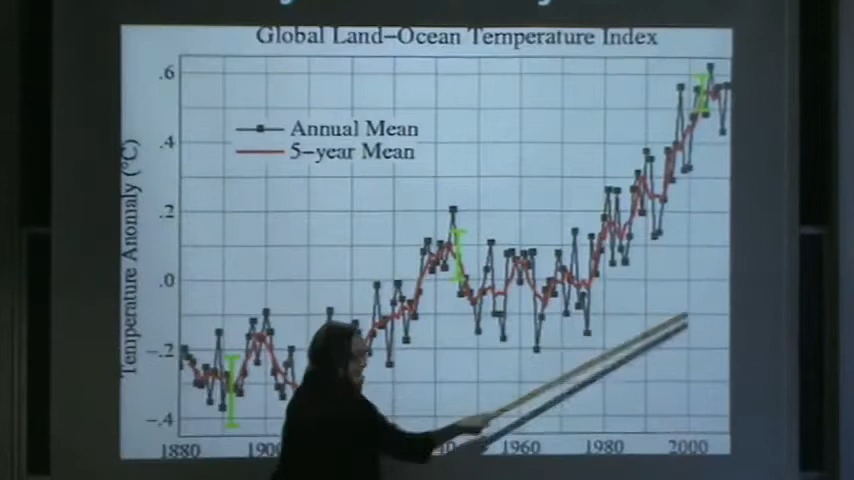 Global Land-Ocean Temperature Index
.6
Annual Mean
.4
5-year Mean
Temperature Anomaly (°C)
.2
.0
-.2
-.4
1880 1960 1980 2000